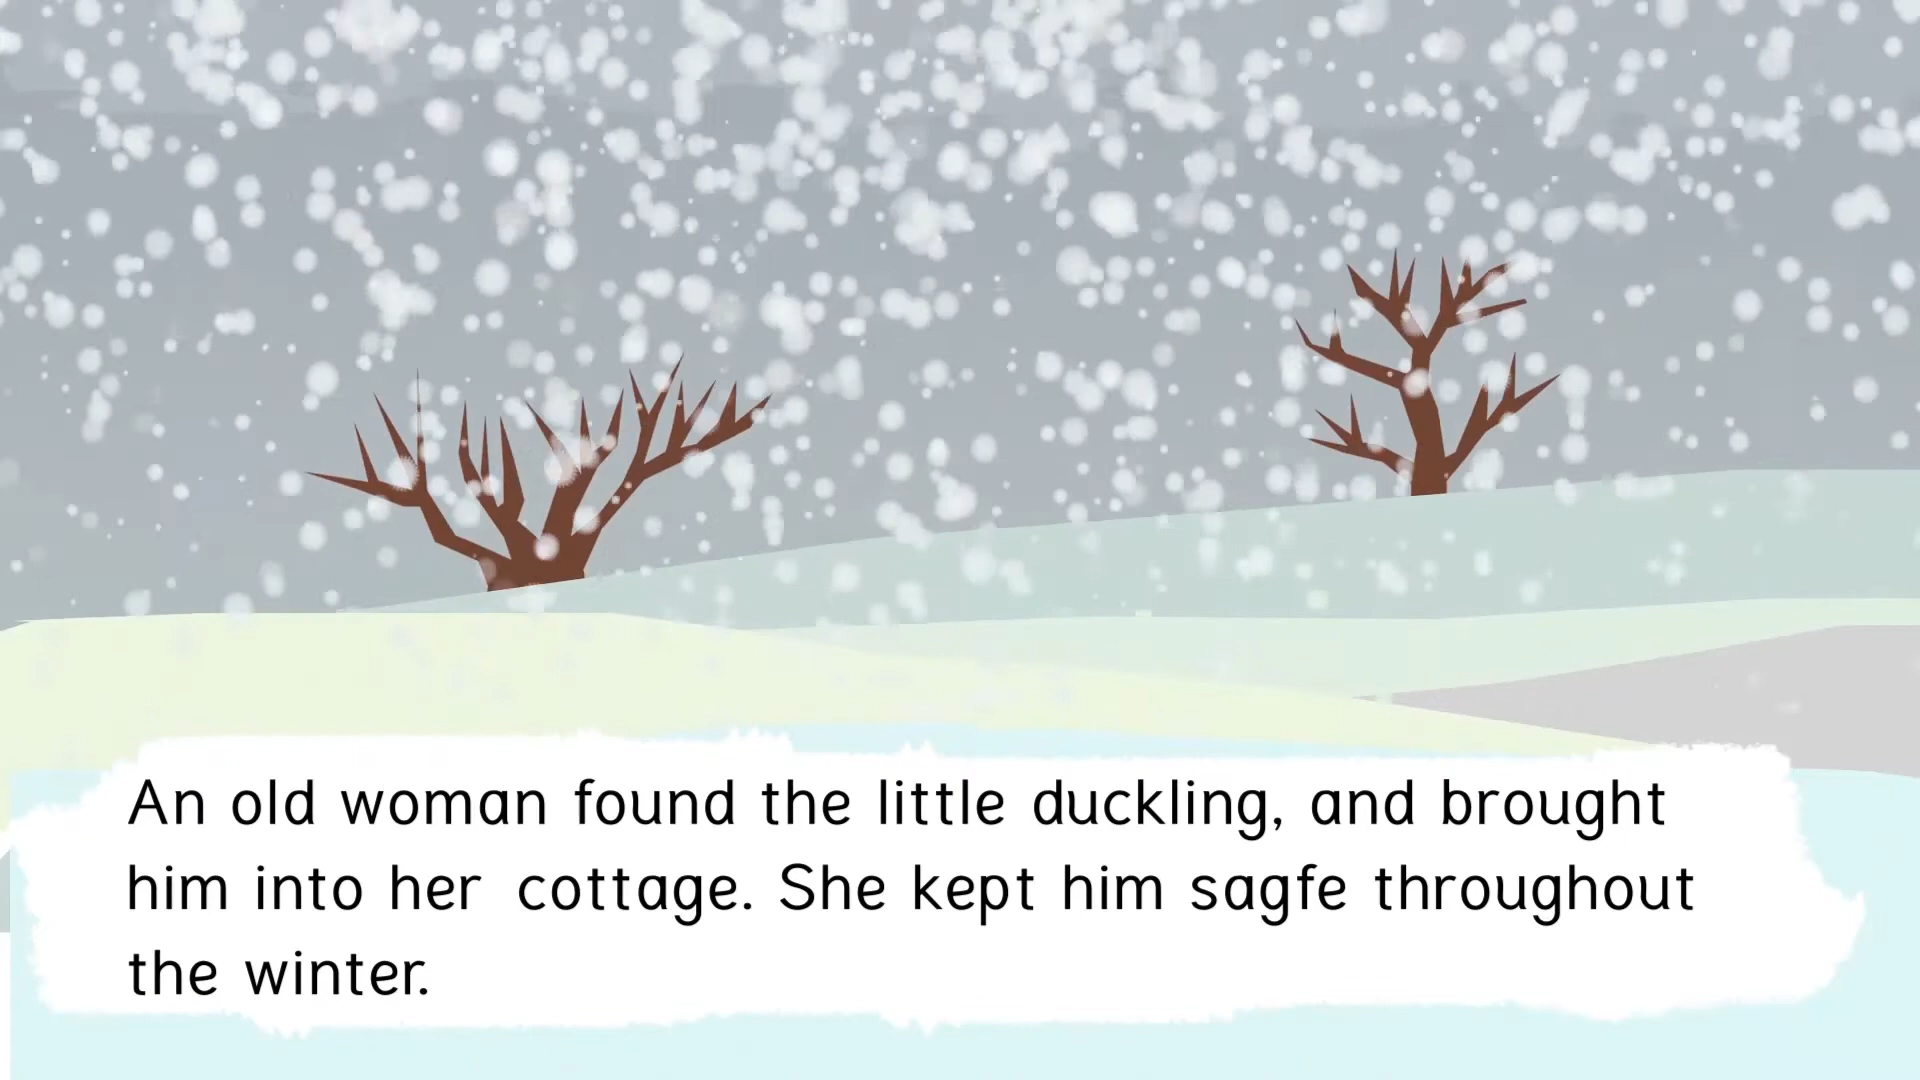 An old woman found the little duckling, and brought
him into her cottage. She kept him sagfe throughout
the winter.